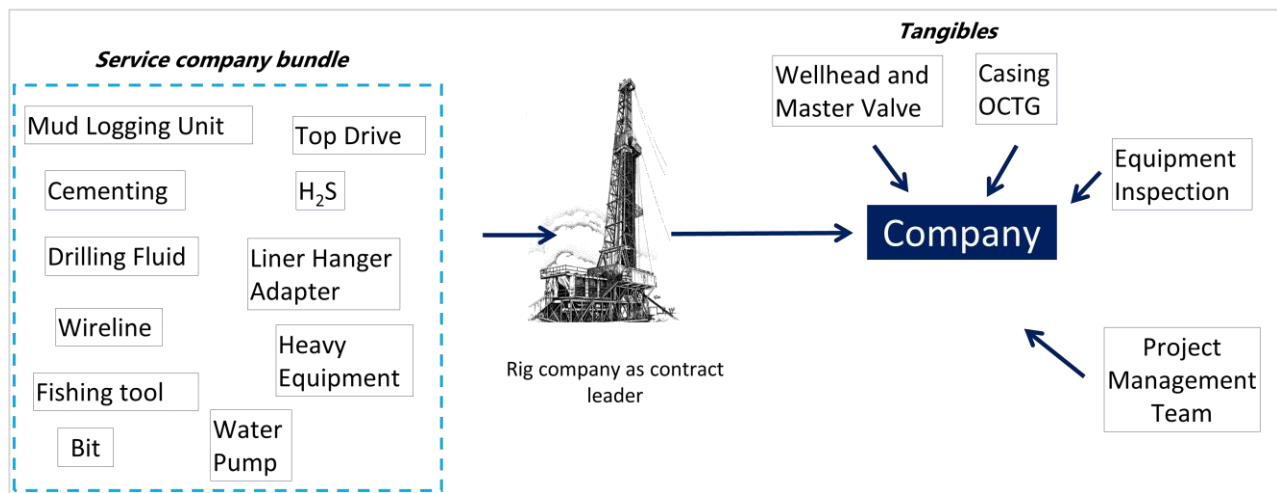 Service company bundle
Mud Logging Unit
Top Drive
Cementing
H₂S
Drilling Fluid
Liner Hanger
Adapter
Wireline
Heavy
Equipment
Fishing tool
Bit
Water
Pump
Rig company as contract
leader
Tangibles
Wellhead and
Master Valve
Casing
OCTG
Equipment
Inspection
Company
Project
Management
Team